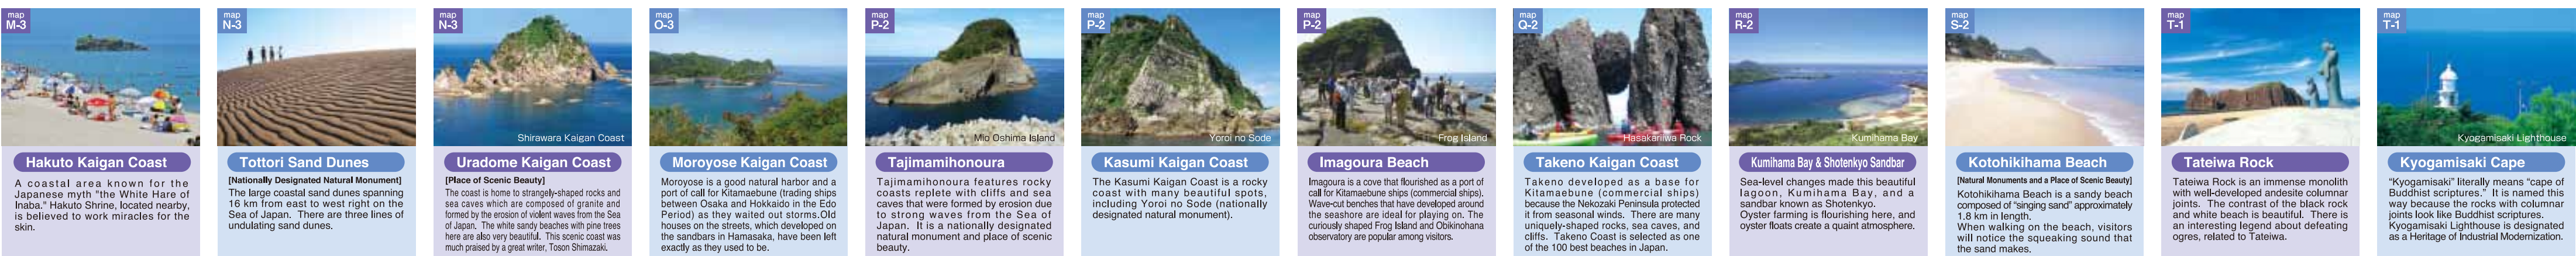 map
M-3
Hakuto Kaigan Coast
A coastal area known for the
Japanese myth "the White Hare of
Inaba." Hakuto Shrine, located nearby,
is believed to work miracles for the
skin.
map
N-3
Tottori Sand Dunes
[Nationally Designated Natural Monument]
The large coastal sand dunes spanning
16 km from east to west right on the
Sea of Japan. There are three lines of
undulating sand dunes.
map
N-3
Shirawara Kaigan Coast
Uradome Kaigan Coast
[Place of Scenic Beauty]
The coast is home to strangely-shaped rocks and
sea caves which are composed of granite and
formed by the erosion of violent waves from the Sea
of Japan. The white sandy beaches with pine trees
here are also very beautiful. This scenic coast was
much praised by a great writer, Toson Shimazaki.
map
O-3
Moroyose Kaigan Coast
Moroyose is a good natural harbor and a
port of call for Kitamaebune (trading ships
between Osaka and Hokkaido in the Edo
Period) as they waited out storms.Old
houses on the streets, which developed on
the sandbars in Hamasaka, have been left
exactly as they used to be.
map
P-2
Mio Oshima Island
Tajimamihonoura
Tajimamihonoura features rocky
coasts replete with cliffs and sea
caves that were formed by erosion due
to strong waves from the Sea of
Japan. It is a nationally designated
natural monument and place of scenic
beauty.
map
P-2
Yoroi no Sode
Kasumi Kaigan Coast
The Kasumi Kaigan Coast is a rocky
coast with many beautiful spots,
including Yoroi no Sode (nationally
designated natural monument).
map
P-2
Frog Island
Imagoura Beach
Imagoura is a cove that flourished as a port of
call for Kitamaebune ships (commercial ships).
Wave-cut benches that have developed around
the seashore are ideal for playing on. The
curiously shaped Frog Island and Obikinohana
observatory are popular among visitors.
map
Q-2
Hasakariiwa Rock
Takeno Kaigan Coast
Takeno developed as a base for
Kitamaebune (commercial ships)
because the Nekozaki Peninsula protected
it from seasonal winds. There are many
uniquely-shaped rocks, sea caves, and
cliffs. Takeno Coast is selected as one
of the 100 best beaches in Japan.
map
R-2
Kumihama Bay
Kumihama Bay & Shotenkyo Sandbar
Sea-level changes made this beautiful
lagoon, Kumihama Bay, and a
sandbar known as Shotenkyo.
Oyster farming is flourishing here, and
oyster floats create a quaint atmosphere.
map
S-2
Kotohikihama Beach
[Natural Monuments and a Place of Scenic Beauty]
Kotohikihama Beach is a sandy beach
composed of "singing sand" approximately
1.8 km in length.
When walking on the beach, visitors
will notice the squeaking sound that
the sand makes.
map
T-1
Tateiwa Rock
Tateiwa Rock is an immense monolith
with well-developed andesite columnar
joints. The contrast of the black rock
and white beach is beautiful. There is
an interesting legend about defeating
ogres, related to Tateiwa.
map
T-1
Kyogamisaki Lighthouse
Kyogamisaki Cape
"Kyogamisaki" literally means "cape of
Buddhist scriptures." It is named this
way because the rocks with columnar
joints look like Buddhist scriptures.
Kyogamisaki Lighthouse is designated
as a Heritage of Industrial Modernization.